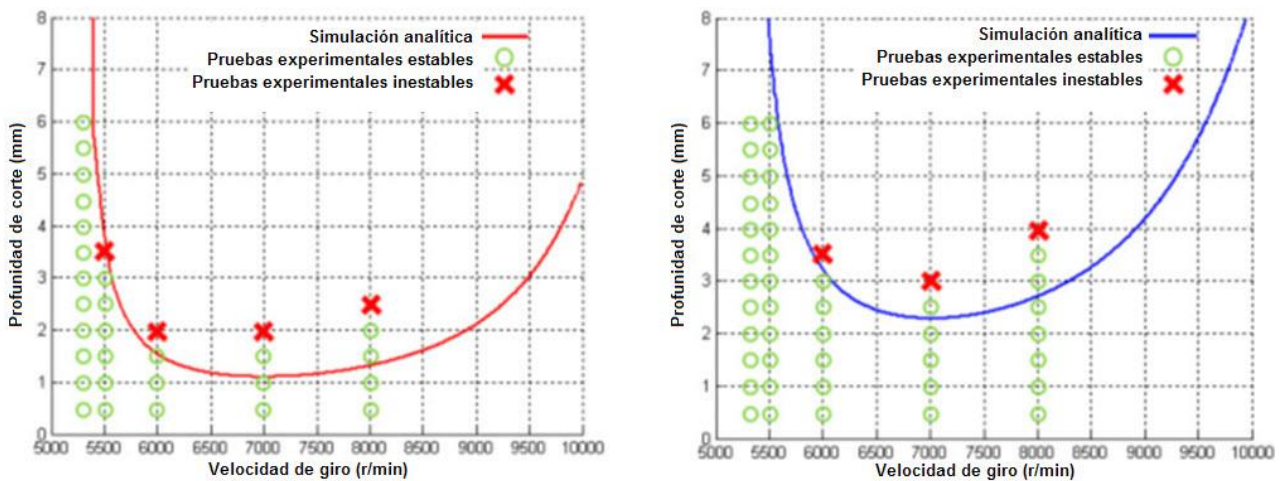 8
7
6
5
4
3
2
1
0
Profunidad de corte (mm)
Simulación analítica
Pruebas experimentales estables
Pruebas experimentales inestables
5000 5500 6000 6500 7000 7500 8000 8500 9000 9500 10000
Velocidad de giro (r/min)
8
7
6
5
4
3
2
1
0
Profunidad de corte (mm)
Simulación analítica
Pruebas experimentales estables
Pruebas experimentales inestables
5000 5500 6000 6500 7000 7500 8000 8500 9000 9500 10000
Velocidad de giro (r/min)